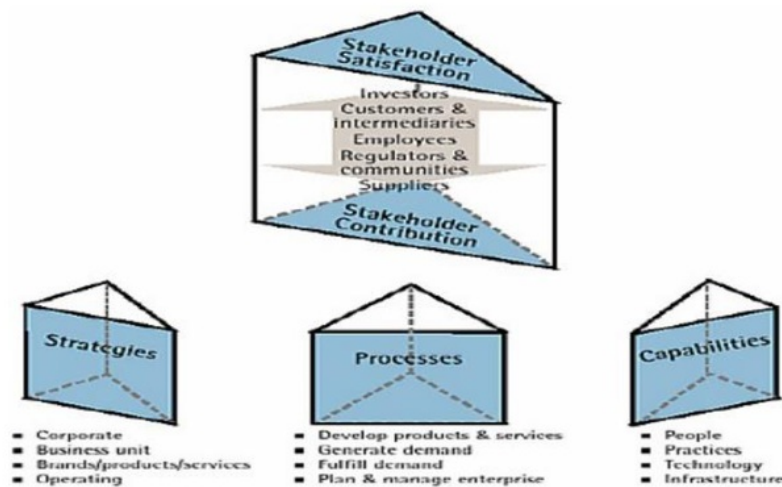 Stakeholder
Satisfaction
Investors
Customers &
intermediaries
Employees
Regulators &
communities
Suppliers
Stakeholder
Contribution
Strategies
Processes
Capabilities
▪ Corporate
▪ Business unit
▪ Brands/products/services
▪ Operating
▪ Develop products & services
▪ Generate demand
▪ Fulfill demand
▪ Plan & manage enterprise
▪ People
▪ Practices
▪ Technology
▪ Infrastructure